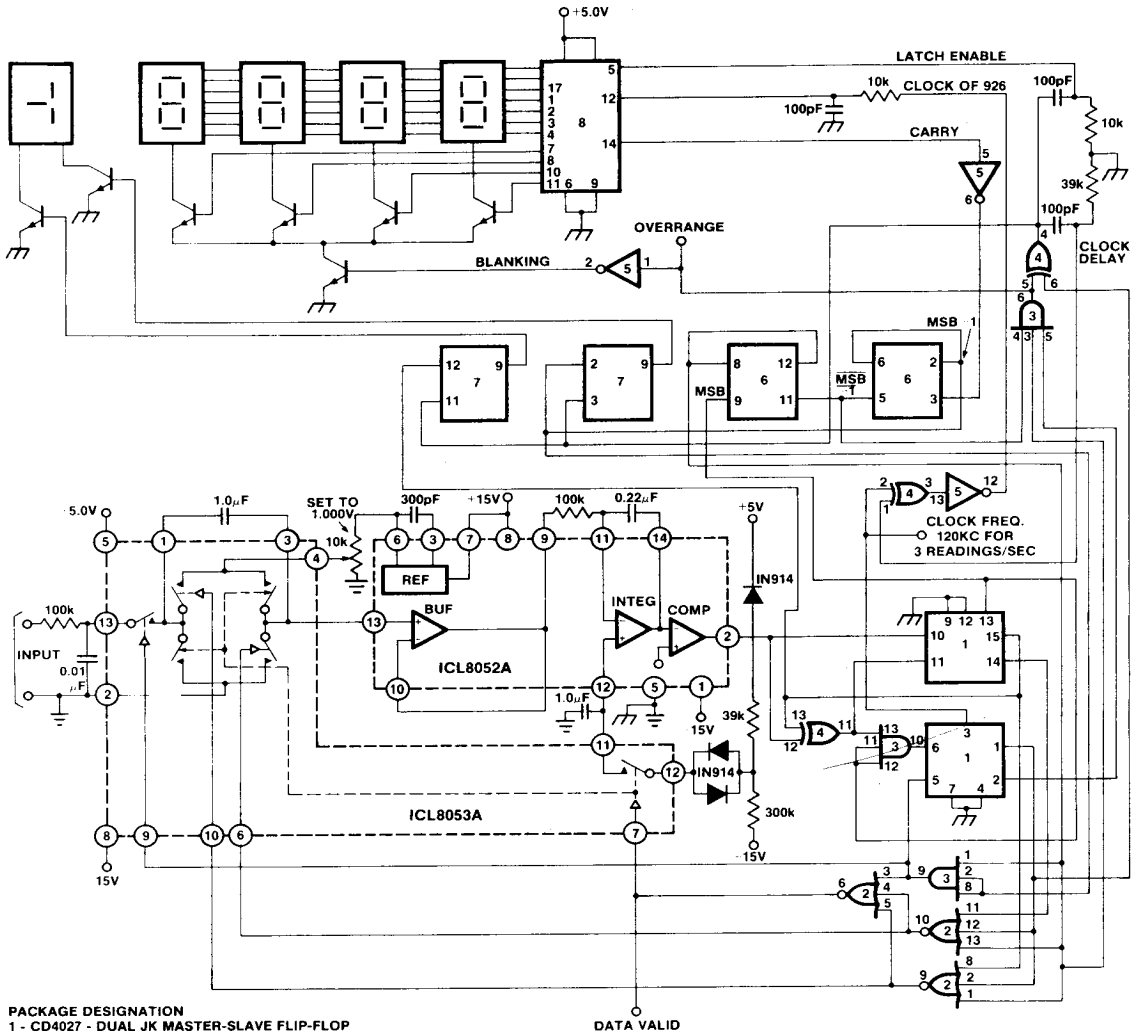 +5.0V
LATCH ENABLE
5
17
1
2
3
4
7
8
10
11
8
6 9
12
14
10k
CLOCK OF 926
100pF
CARRY
5
5
6
100pF
10k
39k
100pF
4
CLOCK
DELAY
4
5 6
6
3
4 3 5
OVERRANGE
BLANKING
2
5
1
12 9
11
7
2 9
3
7
8 12
MSB 9 11
6
MSB
1
6 2
5 3
6
MSB 1
2
1
4
3
13
5
12
CLOCK FREQ.
120KC FOR
3 READINGS/SEC
1.0μF
5.0V
5
1
3
4
SET TO
1.000V
10k
300pF
+15V
6
3
7
8
REF
100k
0.22μF
9
11
14
+5V
IN914
INPUT
100k
0.01
μF
13
2
13
BUF
INTEG
COMP
2
ICL8052A
10
12
5
1
15V
1.0μF
39k
11
12
IN914
300k
15V
ICL8053A
7
8
9
10
6
15V
9 12 13
10 15
11 14
1
13
12
4
11
13
11
12
3
10
3
6 1
5 2
7 4
1
1
2
8
3
9
3
4
5
2
6
11
12
13
2
10
8
2
1
2
9
PACKAGE DESIGNATION
1 - CD4027 - DUAL JK MASTER-SLAVE FLIP-FLOP
DATA VALID